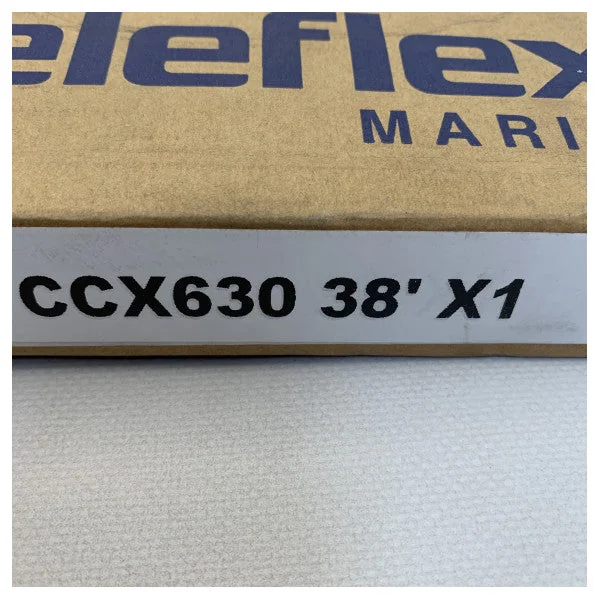 eleflex
MARI
CCX630 38' X1